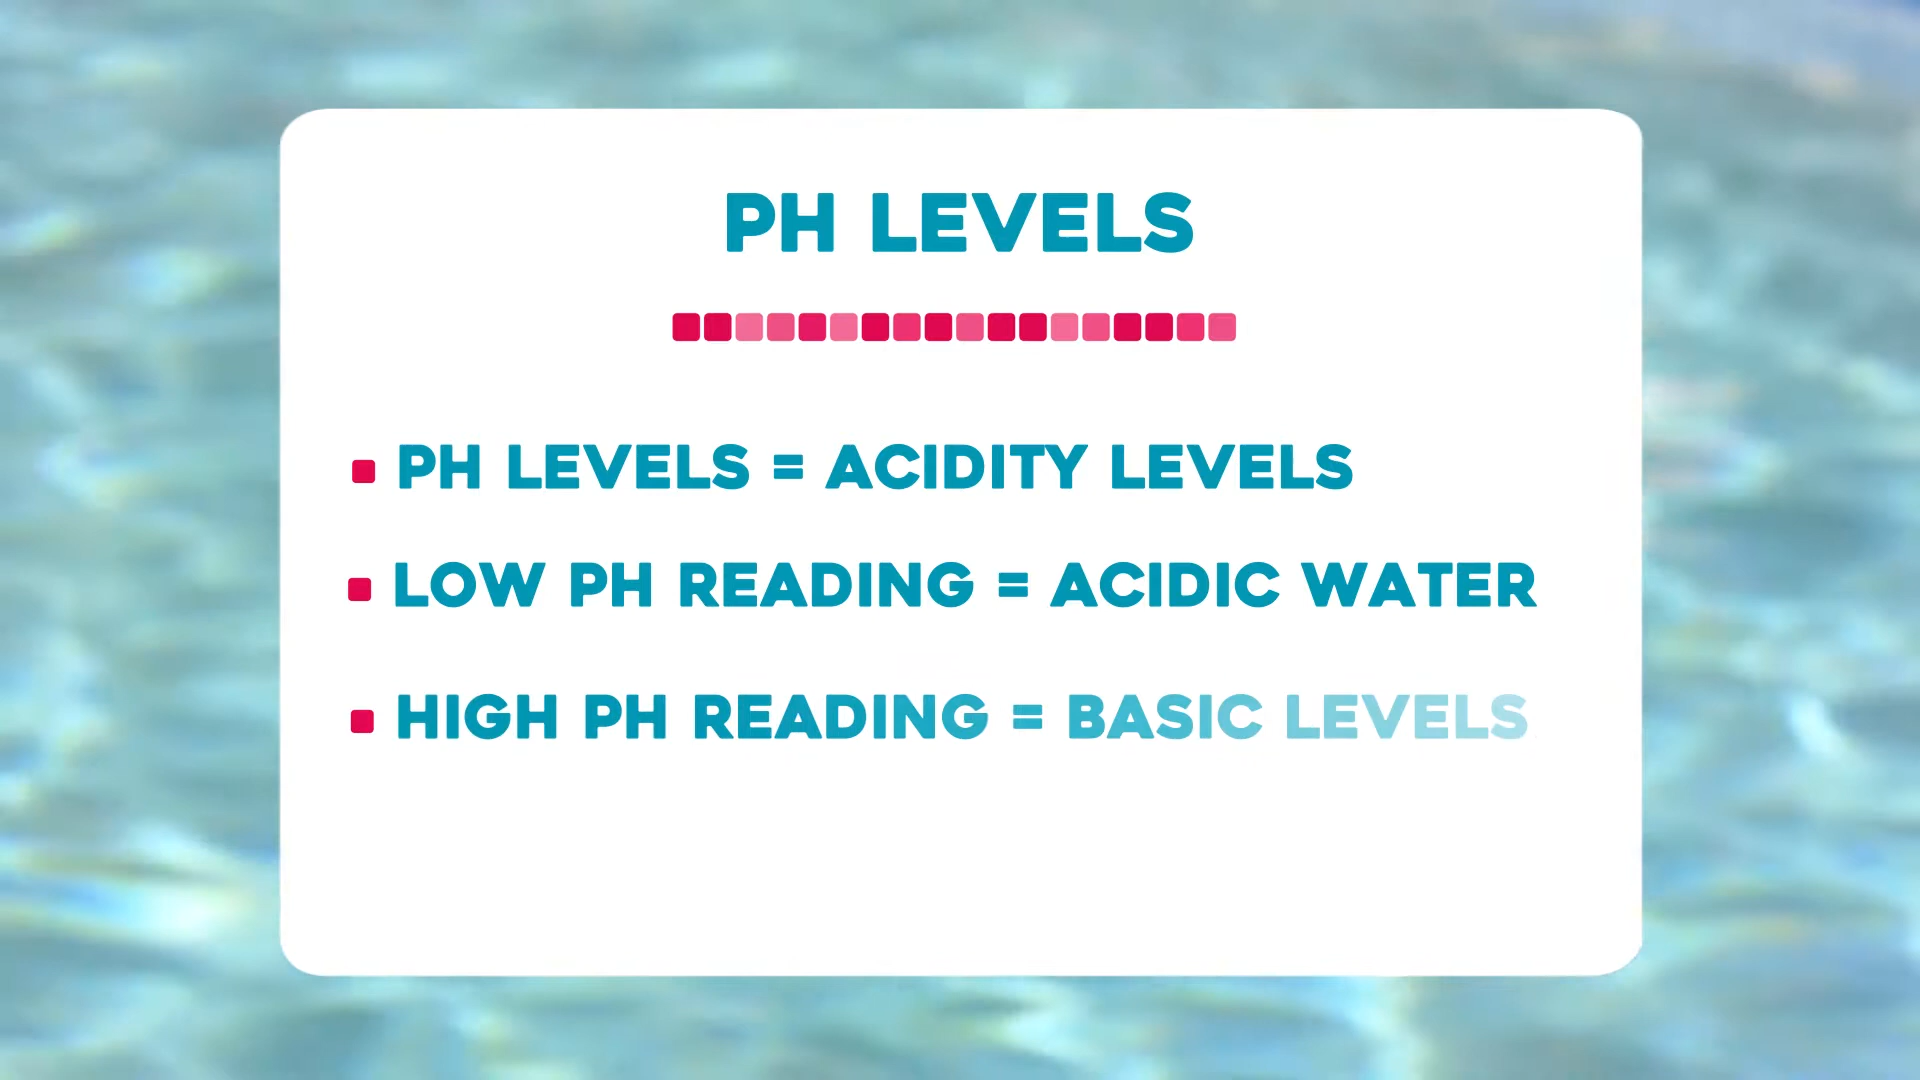 PH LEVELS
PH LEVELS = ACIDITY LEVELS
LOW PH READING = ACIDIC WATER
HIGH PH READING = BASIC LEVELS